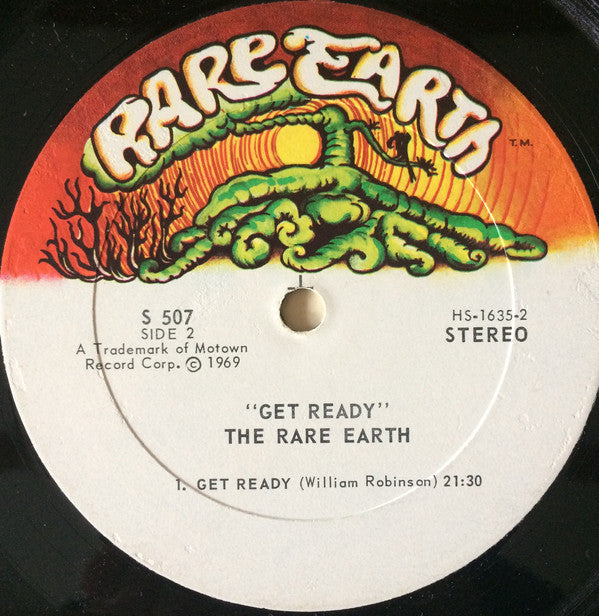 RARE EARTH
T.M.
S 507
SIDE 2
A Trademark of Motown
Record Corp. © 1969
HS-1635-2
STEREO
"GET READY"
THE RARE EARTH
1. GET READY (William Robinson) 21:30